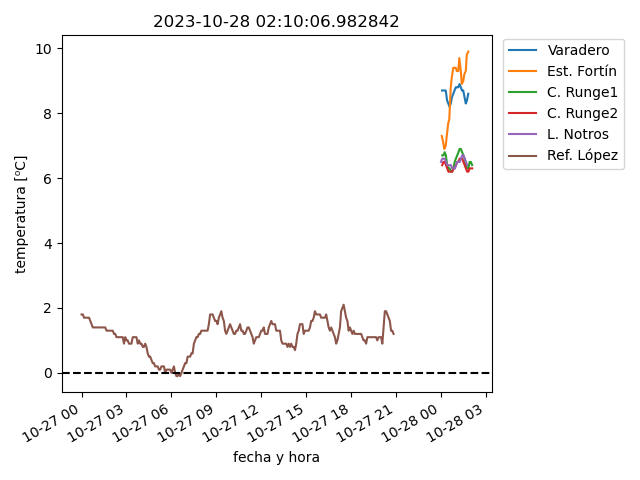 2023-10-28 02:10:06.982842
10
8
6
4
2
0
temperatura [ºC]
10-27 00
10-27 03
10-27 06
10-27 09
10-27 12
10-27 15
10-27 18
10-27 21
10-28 00
10-28 03
fecha y hora
Varadero
Est. Fortín
C. Runge1
C. Runge2
L. Notros
Ref. López